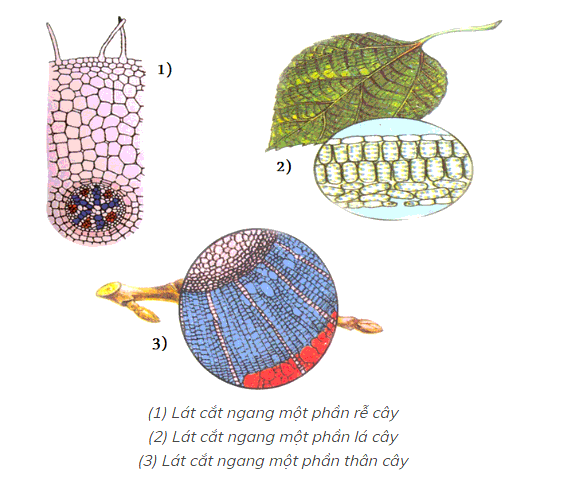 1)
2)
3)
(1) Lát cắt ngang một phần rễ cây
(2) Lát cắt ngang một phần lá cây
(3) Lát cắt ngang một phần thân cây